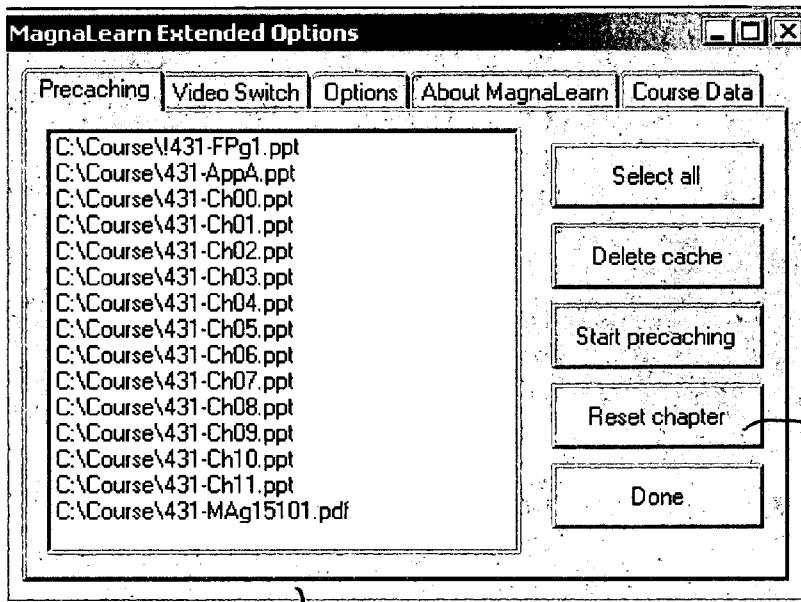 MagnaLearn Extended Options
Precaching Video Switch Options About MagnaLearn Course Data
C:\Course\!431-FPg1.ppt
C:\Course\431-AppA.ppt
C:\Course\431-Ch00.ppt
C:\Course\431-Ch01.ppt
C:\Course\431-Ch02.ppt
C:\Course\431-Ch03.ppt
C:\Course\431-Ch04.ppt
C:\Course\431-Ch05.ppt
C:\Course\431-Ch06.ppt
C:\Course\431-Ch07.ppt
C:\Course\431-Ch08.ppt
C:\Course\431-Ch09.ppt
C:\Course\431-Ch10.ppt
C:\Course\431-Ch11.ppt
C:\Course\431-MAg15101.pdf
Select all
Delete cache
Start precaching
Reset chapter
Done